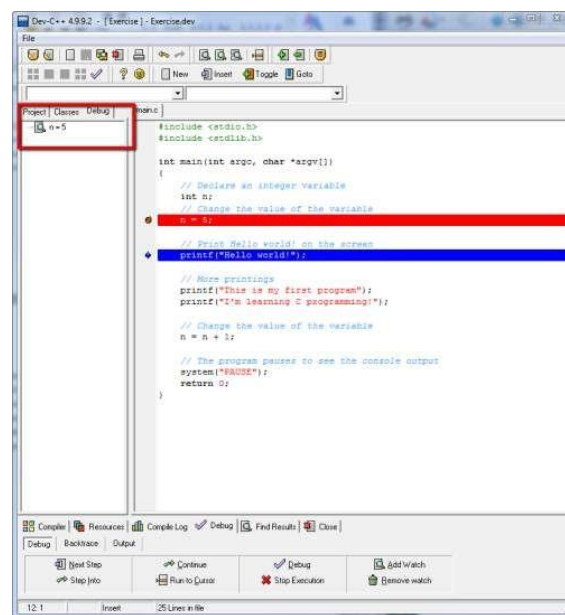 Dev-C++ 4.9.9.2 - [ Exercise ] - Exercise.dev
File
New Insert Toggle Goto
Project Classes Debug main.c
n = 5
#include <stdio.h>
#include <stdlib.h>
int main(int argc, char *argv[])
{
// Declare an integer variable
int n;
// Change the value of the variable
n = 5;
// Print Hello world! on the screen
printf("Hello world!");
// More printings
printf("This is my first program");
printf("I'm learning C programming!");
// Change the value of the variable
n = n + 1;
// The program pauses to see the console output
system("PAUSE");
return 0;
}
Compiler Resources Compile Log Debug Find Results Close
Debug Backtrace Output
Next Step Continue Debug Add Watch
Step Into Run to Cursor Stop Execution Remove watch
12: 1 Insert 25 Lines in file